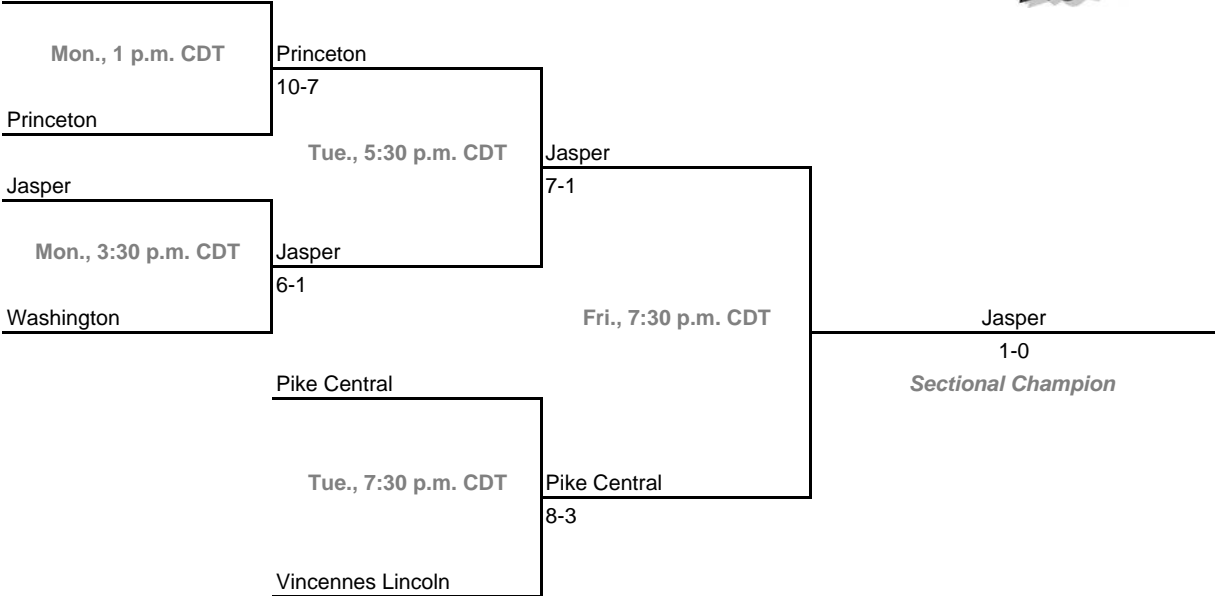 Mon., 1 p.m. CDT
Princeton
10-7
Princeton
Tue., 5:30 p.m. CDT
Jasper
7-1
Jasper
Mon., 3:30 p.m. CDT
Jasper
6-1
Washington
Fri., 7:30 p.m. CDT
Jasper
1-0
Sectional Champion
Pike Central
Tue., 7:30 p.m. CDT
Pike Central
8-3
Vincennes Lincoln